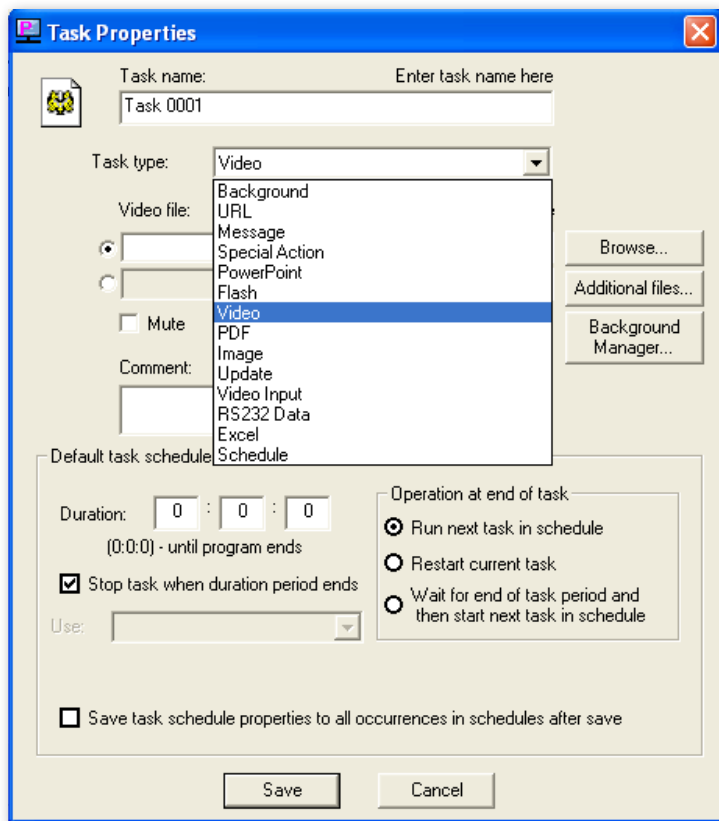 Task Properties
Task name: Enter task name here
Task 0001
Task type: Video
Background
Video file: URL
Message
Special Action Browse...
PowerPoint
Flash Additional files...
Mute Video
PDF Background
Image Manager...
Comment: Update
Video Input
RS232 Data
Excel
Default task schedule Schedule
Operation at end of task
Duration: 0 : 0 : 0 Run next task in schedule
(0:0:0) - until program ends
Restart current task
Stop task when duration period ends
Wait for end of task period and
then start next task in schedule
Use:
Save task schedule properties to all occurrences in schedules after save
Save Cancel